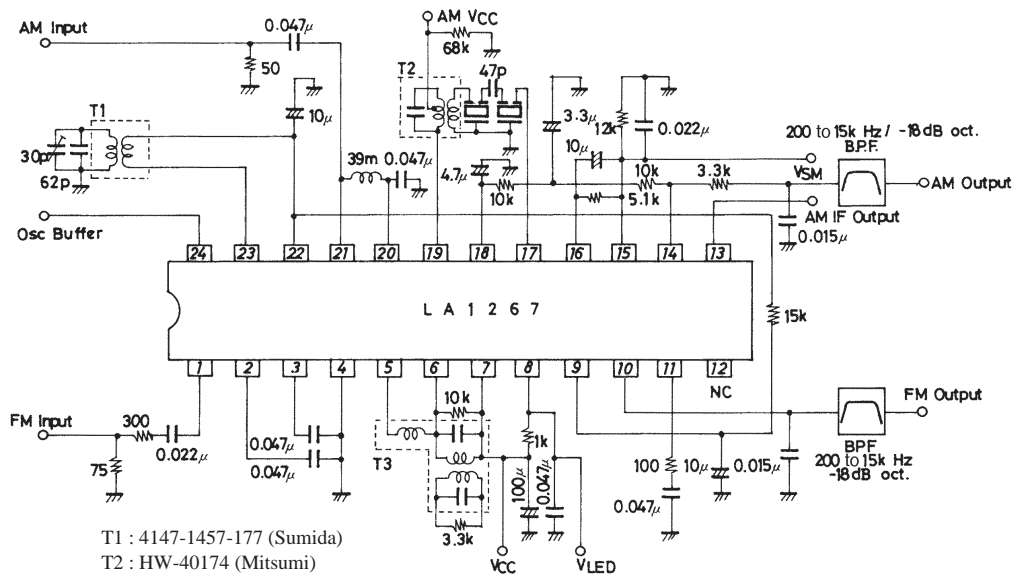 AM Input
0.047μ
50
AM VCC
68k
T2
47p
T1
10μ
30p
62p
39m
0.047μ
4.7μ
10k
3.3μ
12k
10μ
0.022μ
5.1k
10k
3.3k
200 to 15k Hz / -18dB oct.
B.P.F.
VSM
AM Output
AM IF Output
0.015μ
Osc Buffer
24
23
22
21
20
19
18
17
16
15
14
13
LA1267
15k
1
2
3
4
5
6
7
8
9
10
11
12
NC
FM Input
300
0.022μ
75
0.047μ
0.047μ
10k
T3
3.3k
1k
100μ
0.047μ
VCC
VLED
100
0.047μ
10μ
0.015μ
FM Output
BPF
200 to 15k Hz
-18dB oct.
T1 : 4147-1457-177 (Sumida)
T2 : HW-40174 (Mitsumi)